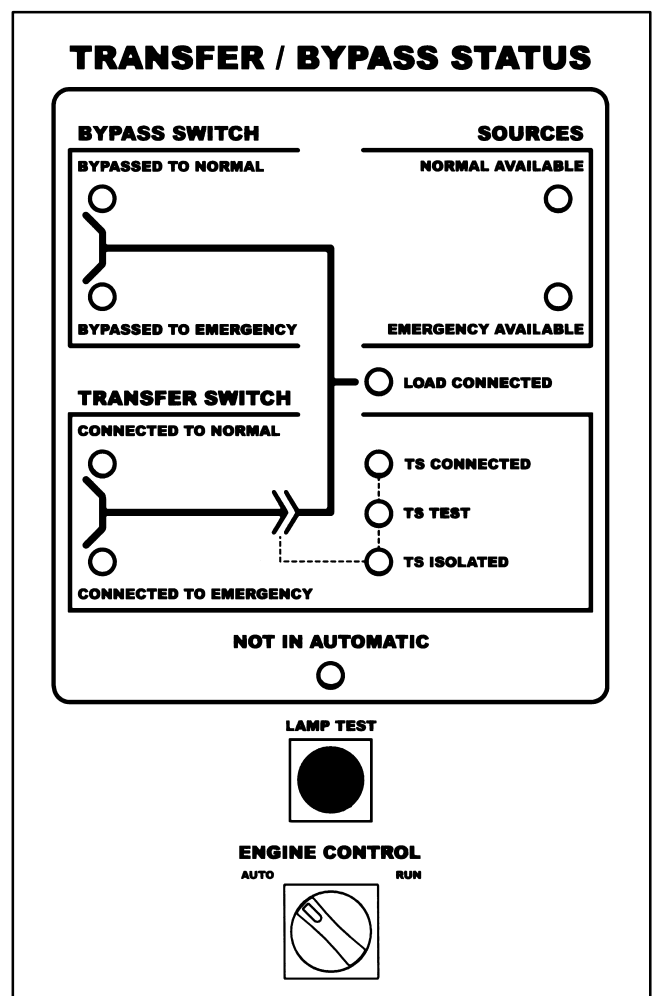 TRANSFER / BYPASS STATUS
BYPASS SWITCH
SOURCES
BYPASSED TO NORMAL
NORMAL AVAILABLE
BYPASSED TO EMERGENCY
EMERGENCY AVAILABLE
LOAD CONNECTED
TRANSFER SWITCH
CONNECTED TO NORMAL
TS CONNECTED
TS TEST
TS ISOLATED
CONNECTED TO EMERGENCY
NOT IN AUTOMATIC
LAMP TEST
ENGINE CONTROL
AUTO
RUN